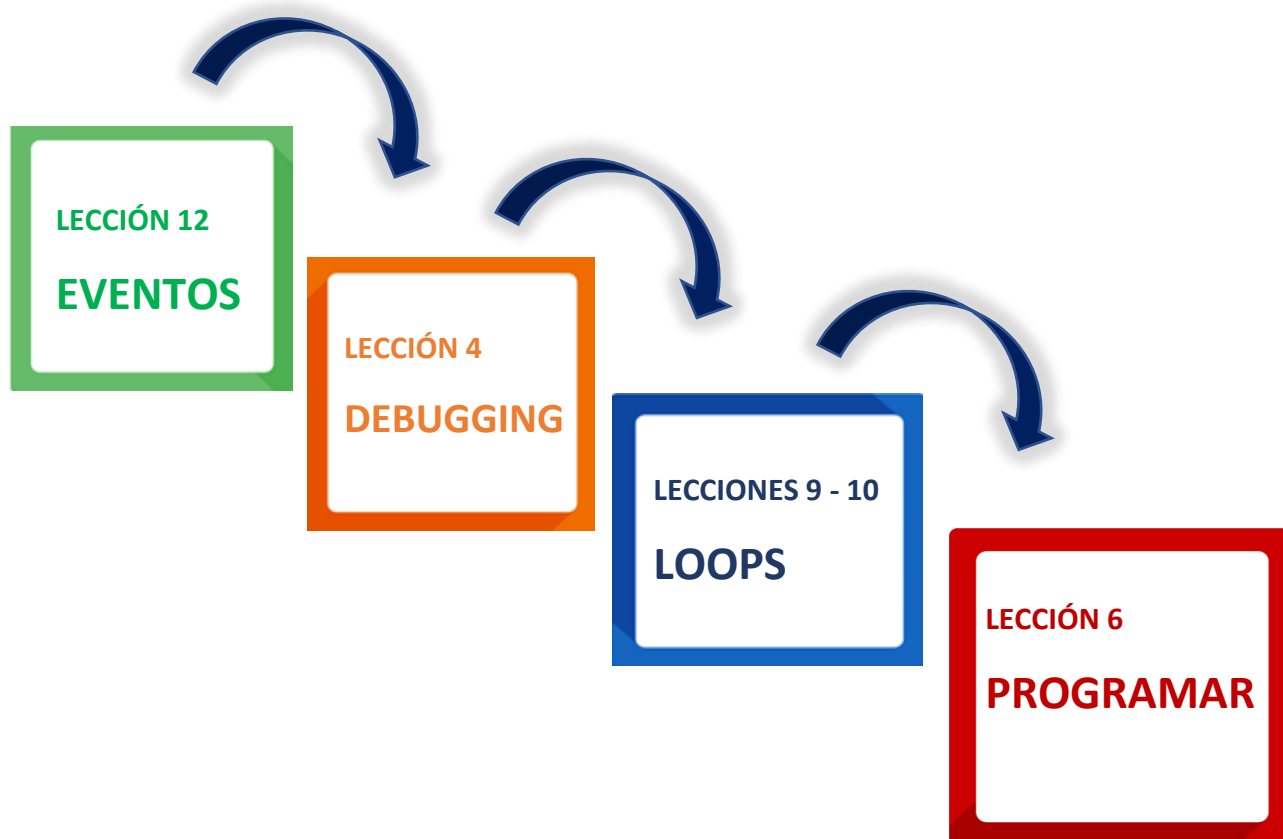 LECCIÓN 12
EVENTOS
LECCIÓN 4
DEBUGGING
LECCIONES 9 - 10
LOOPS
LECCIÓN 6
PROGRAMAR